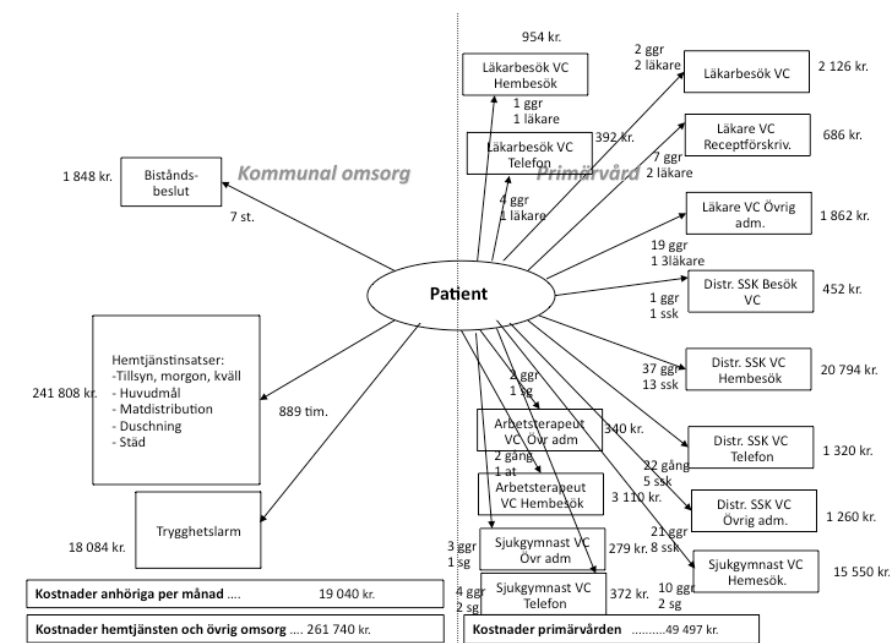 954 kr.
Läkarbesök VC
Hembesök
1 ggr
1 läkare
2 ggr
2 läkare
Läkarbesök VC
2 126 kr.
Läkarbesök VC
Telefon
392 kr.
4 ggr
1 läkare
Läkare VC
Receptförskriv.
686 kr.
7 ggr
2 läkare
Kommunal omsorg
Primärvård
1 848 kr.
Bistånds-
beslut
7 st.
Läkare VC Övrig
adm.
1 862 kr.
19 ggr
1 3läkare
Patient
Distr. SSK Besök
VC
452 kr.
1 ggr
1 ssk
Hemtjänstinsatser:
-Tillsyn, morgon, kväll
- Huvudmål
- Matdistribution
- Duschning
- Städ
241 808 kr.
889 tim.
Distr. SSK VC
Hembesök
20 794 kr.
37 ggr
13 ssk
2 ggr
1 sg
Arbetsterapeut
VC Övr adm
340 kr.
2 gång
1 at
Arbetsterapeut
VC Hembesök
3 110 kr.
Distr. SSK VC
Telefon
1 320 kr.
22 gång
5 ssk
Distr. SSK VC
Övrig adm.
1 260 kr.
21 ggr
8 ssk
Trygghetslarm
18 084 kr.
3 ggr
1 sg
Sjukgymnast VC
Övr adm
279 kr.
Sjukgymnast VC
Hemesök.
15 550 kr.
10 ggr
2 sg
4 ggr
2 sg
Sjukgymnast VC
Telefon
372 kr.
Kostnader anhöriga per månad .... 19 040 kr.
Kostnader hemtjänsten och övrig omsorg .... 261 740 kr.
Kostnader primärvården ..........49 497 kr.